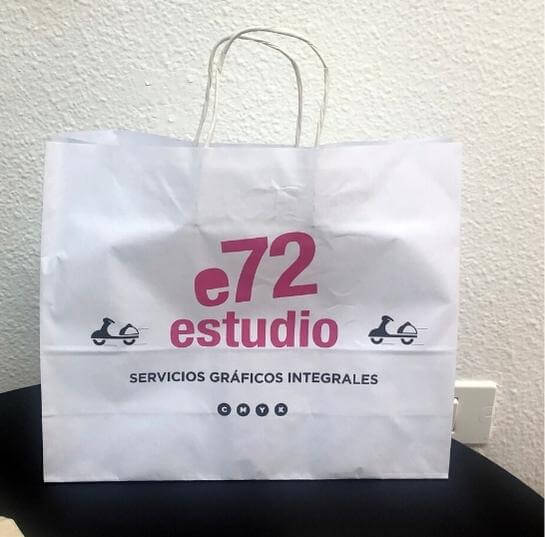 e72
estudio
SERVICIOS GRÁFICOS INTEGRALES
C M Y K